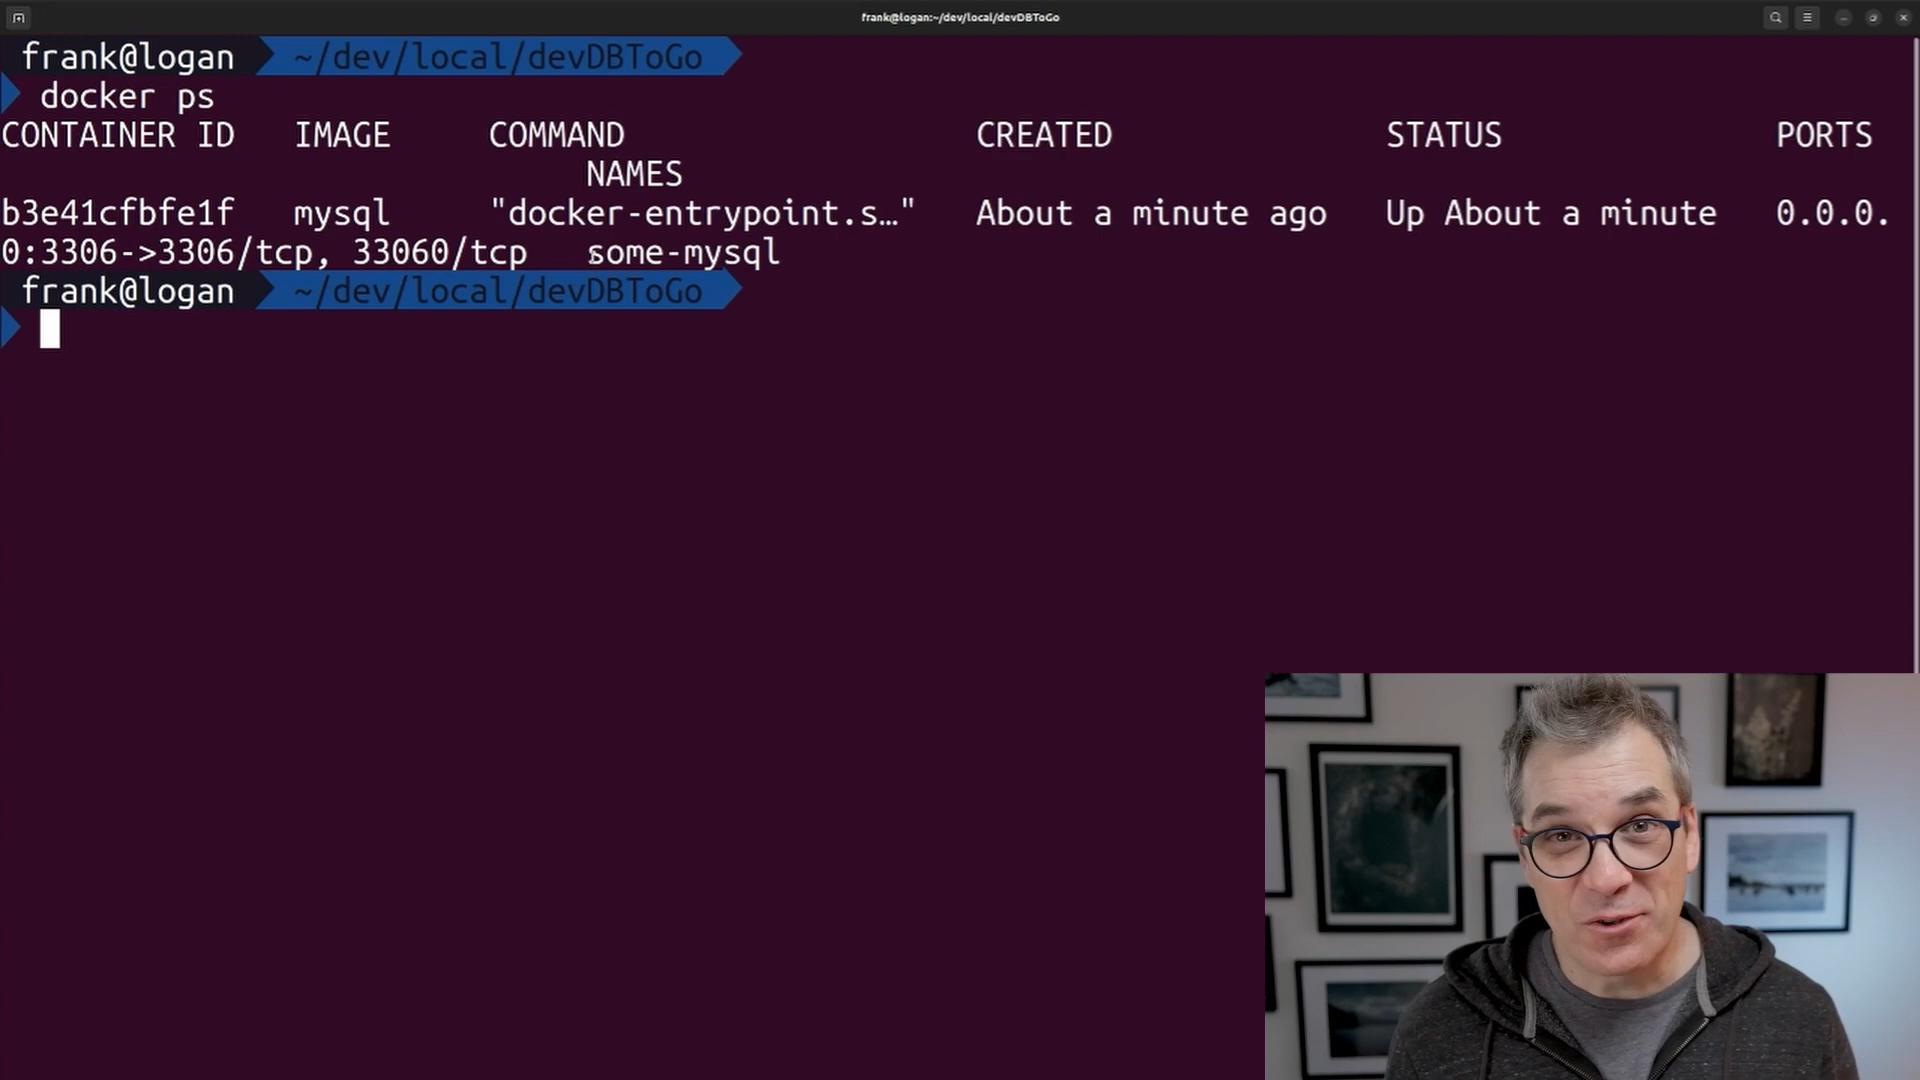 frank@logan:~/dev/local/devDBToGo
frank@logan ~/dev/local/devDBToGo
docker ps
CONTAINER ID IMAGE COMMAND CREATED STATUS PORTS
NAMES
b3e41cfbfe1f mysql "docker-entrypoint.s…" About a minute ago Up About a minute 0.0.0.
0:3306->3306/tcp, 33060/tcp some-mysql
frank@logan ~/dev/local/devDBToGo